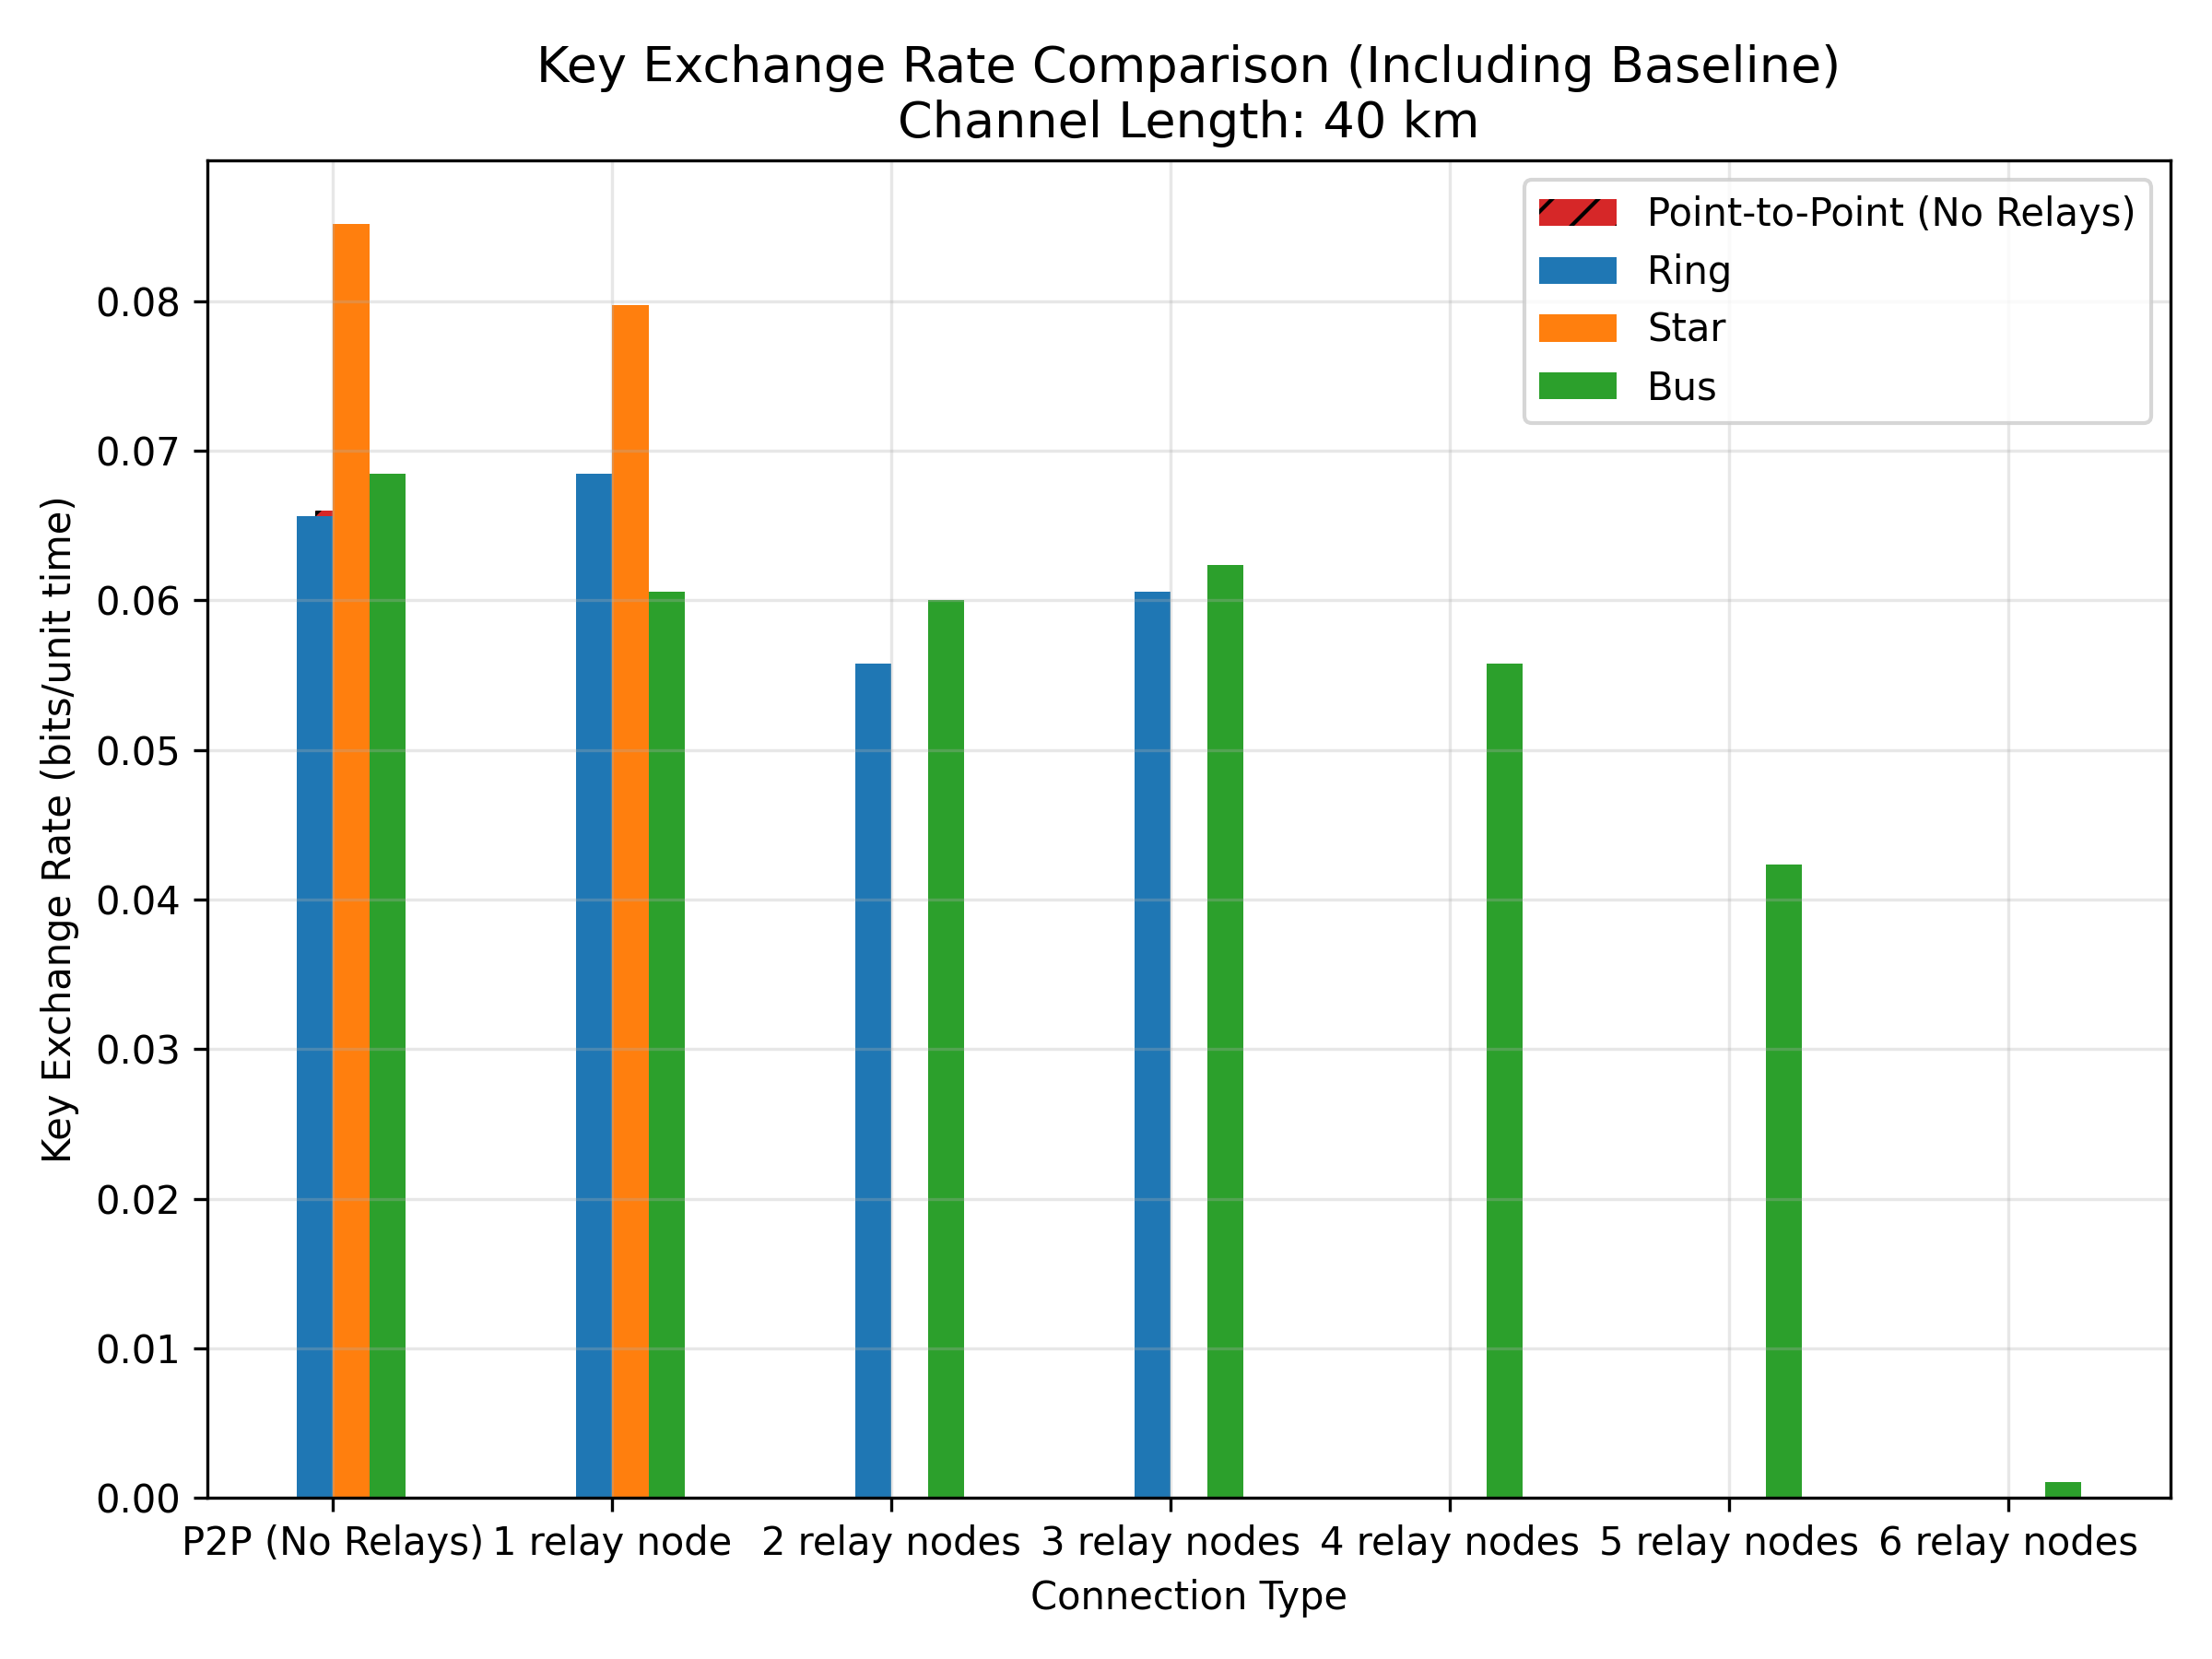 Key Exchange Rate Comparison (Including Baseline)
Channel Length: 40 km
Point-to-Point (No Relays)
Ring
Star
Bus
Key Exchange Rate (bits/unit time)
0.08
0.07
0.06
0.05
0.04
0.03
0.02
0.01
0.00
P2P (No Relays) 1 relay node 2 relay nodes 3 relay nodes 4 relay nodes 5 relay nodes 6 relay nodes
Connection Type